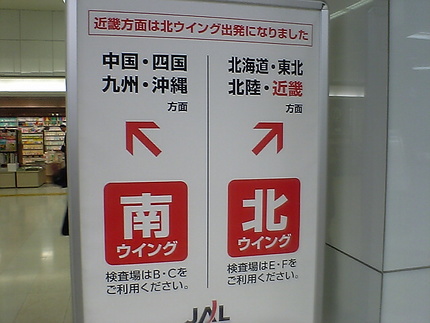 近畿方面は北ウイング出発になりました
中国・四国
九州・沖縄
方面
南
ウイング
検査場はB・Cを
ご利用ください。
北海道・東北
北陸・近畿
方面
北
ウイング
検査場はE・Fを
ご利用ください。
JAL